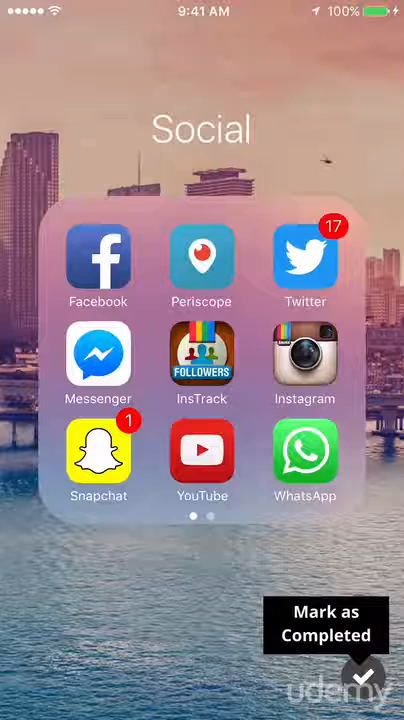 9:41 AM
100%
Social
17
Facebook
Periscope
Twitter
FOLLOWERS
Messenger
InsTrack
Instagram
1
Snapchat
YouTube
WhatsApp
Mark as
Completed
udemy